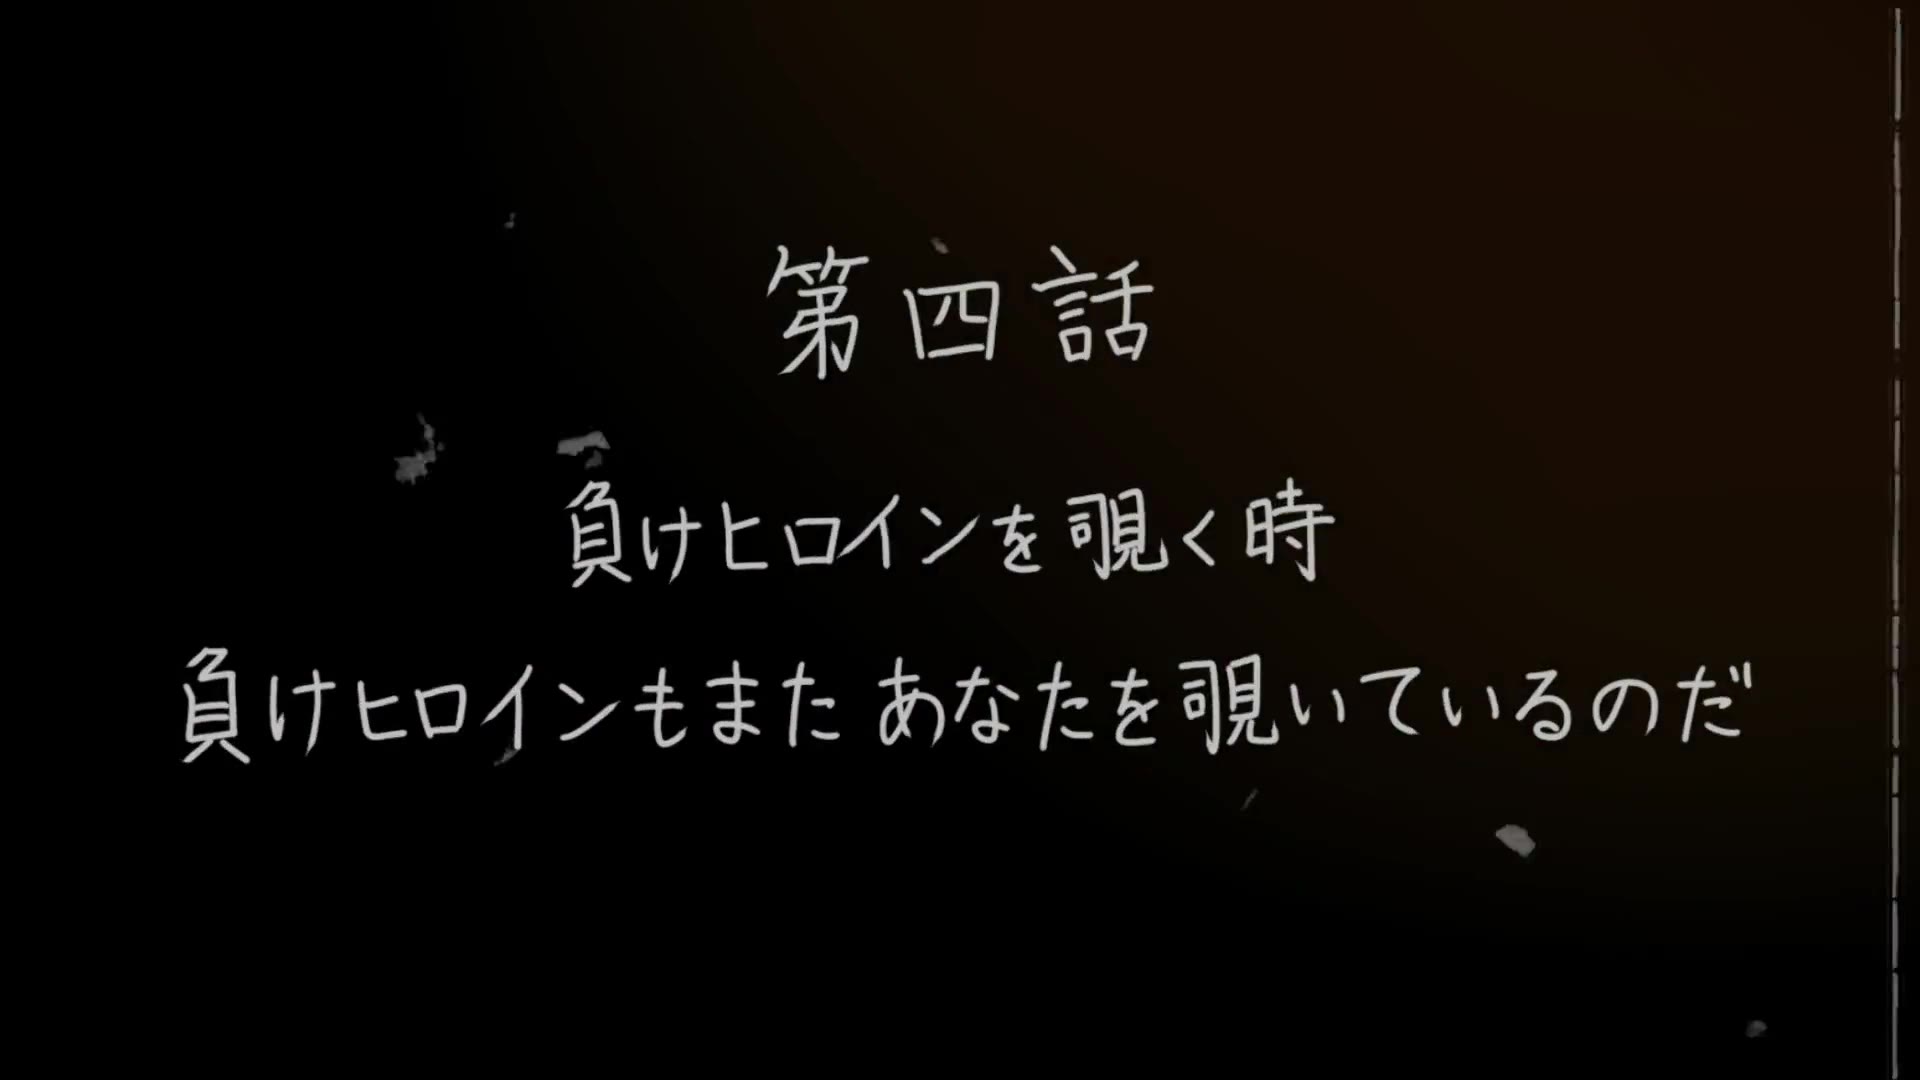 第四話
負けヒロインを覗く時
負けヒロインもまた あなたを覗いているのだ